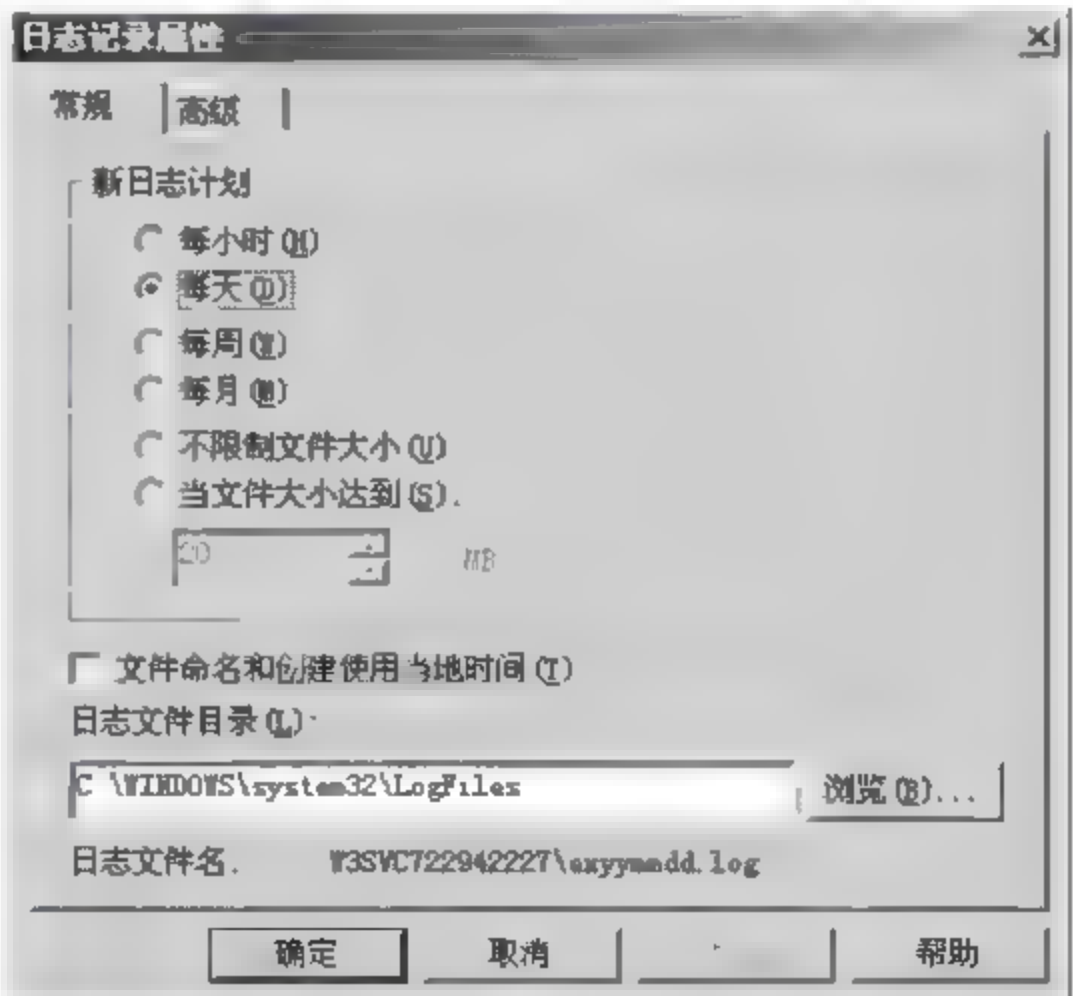 日志记录属性
常规 高级
新日志计划
每小时(H)
每天(D)
每周(W)
每月(M)
不限制文件大小(U)
当文件大小达到(S).
20 MB
文件命名和创建使用当地时间(T)
日志文件目录(L):
C \WINDOWS\system32\LogFiles
浏览(B)...
日志文件名. W3SVC722942227\exyymmdd.log
确定 取消 帮助